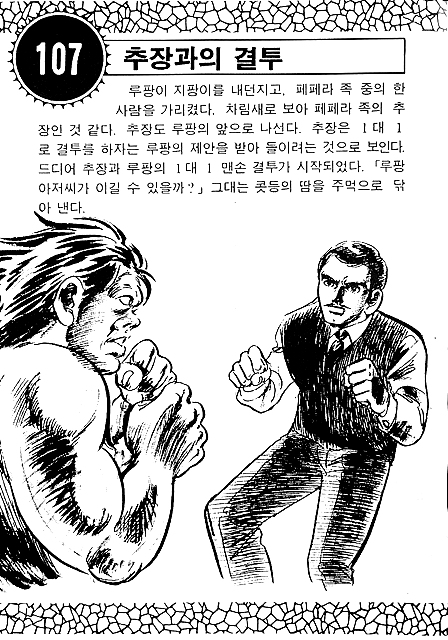 107
추장과의 결투
루팡이 지팡이를 내던지고, 페페라 족 중의 한
사람을 가리켰다. 차림새로 보아 페페라 족의 추
장인 것 같다. 추장도 루팡의 앞으로 나선다. 추장은 1 대 1
로 결투를 하자는 루팡의 제안을 받아 들이려는 것으로 보인다.
드디어 추장과 루팡의 1 대 1 맨손 결투가 시작되었다. 「루팡
아저씨가 이길 수 있을까?」 그대는 콧등의 땀을 주먹으로 닦
아 낸다.